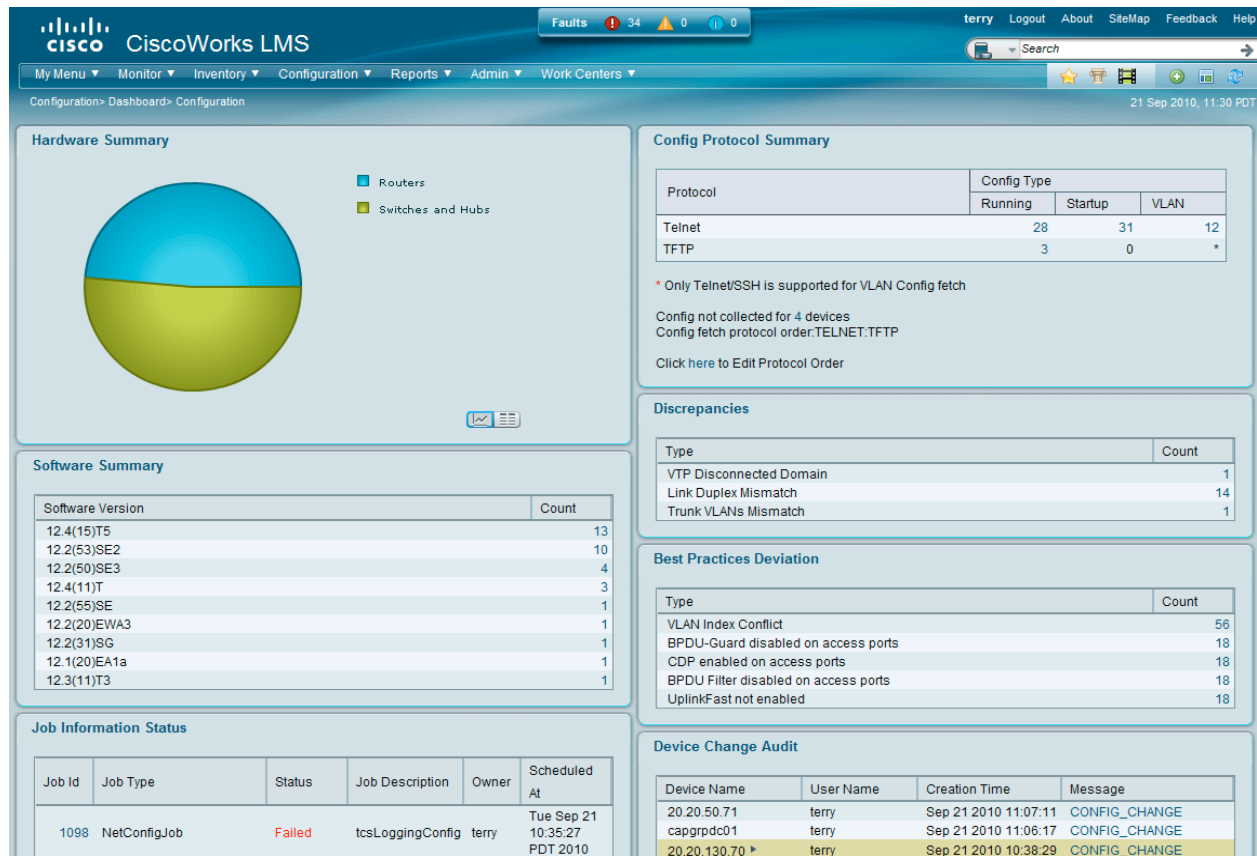 Faults 34 0 0
terry Logout About SiteMap Feedback Help
CISCO CiscoWorks LMS
Search
My Menu Monitor Inventory Configuration Reports Admin Work Centers
Configuration> Dashboard> Configuration
21 Sep 2010, 11:30 PDT
Hardware Summary
Routers
Switches and Hubs
Software Summary
Software Version Count
12.4(15)T5 13
12.2(53)SE2 10
12.2(50)SE3 4
12.4(11)T 3
12.2(55)SE 1
12.2(20)EWA3 1
12.2(31)SG 1
12.1(20)EA1a 1
12.3(11)T3 1
Job Information Status
Job Id Job Type Status Job Description Owner Scheduled At
1098 NetConfigJob Failed tcsLoggingConfig terry Tue Sep 21 10:35:27 PDT 2010
Config Protocol Summary
Protocol Config Type
Running Startup VLAN
Telnet 28 31 12
TFTP 3 0 *
* Only Telnet/SSH is supported for VLAN Config fetch
Config not collected for 4 devices
Config fetch protocol order:TELNET:TFTP
Click here to Edit Protocol Order
Discrepancies
Type Count
VTP Disconnected Domain 1
Link Duplex Mismatch 14
Trunk VLANs Mismatch 1
Best Practices Deviation
Type Count
VLAN Index Conflict 56
BPDU-Guard disabled on access ports 18
CDP enabled on access ports 18
BPDU Filter disabled on access ports 18
UplinkFast not enabled 18
Device Change Audit
Device Name User Name Creation Time Message
20.20.50.71 terry Sep 21 2010 11:07:11 CONFIG_CHANGE
capgrpdc01 terry Sep 21 2010 11:06:17 CONFIG_CHANGE
20.20.130.70 terry Sep 21 2010 10:38:29 CONFIG_CHANGE